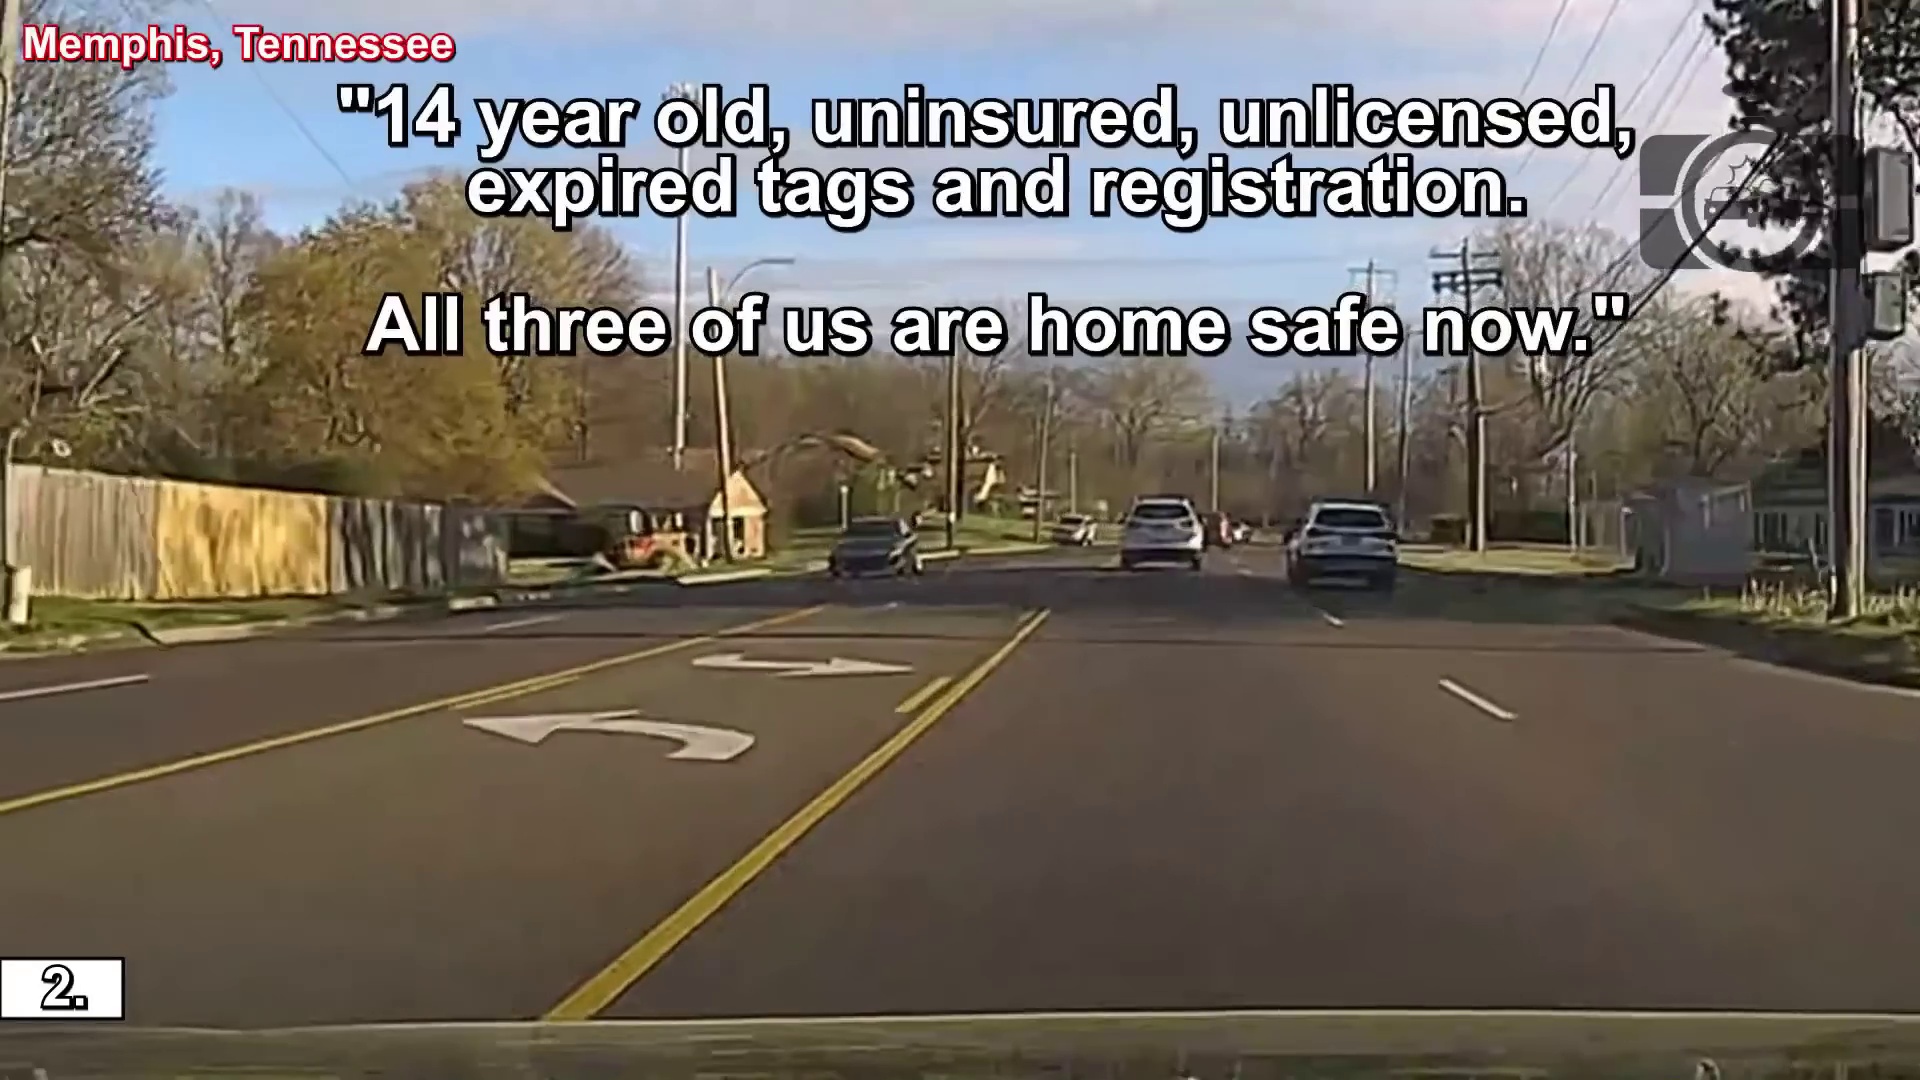 Memphis, Tennessee
"14 year old, uninsured, unlicensed,
expired tags and registration.
All three of us are home safe now."
2.